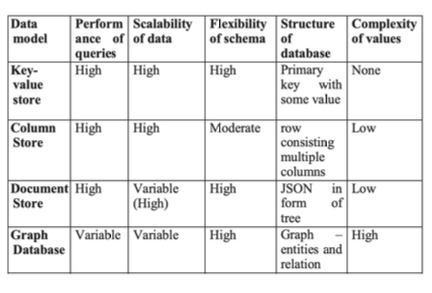 Data Perform Scalability Flexibility Structure Complexity
model ance of of data of schema of of values
queries database
Key- High High High Primary None
value key with
store some value
Column High High Moderate row Low
Store consisting
multiple
columns
Document High Variable High JSON in Low
Store (High) form of
tree
Graph Variable Variable High Graph – High
Database entities and
relation